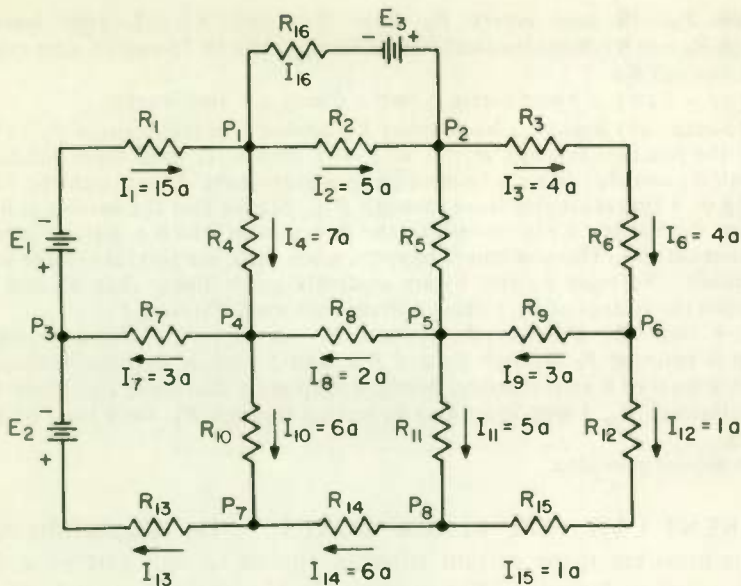 R16 E3
- +
I16
R1 P1 R2 P2 R3
I1 = 15a I2 = 5a I3 = 4a
E1 - +
R4 I4 = 7a R5 R6 I6 = 4a
P3 R7 P4 R8 P5 R9 P6
I7 = 3a I8 = 2a I9 = 3a
E2 - +
R10 I10 = 6a R11 I11 = 5a R12 I12 = 1a
R13 P7 R14 P8 R15
I13 I14 = 6a I15 = 1a